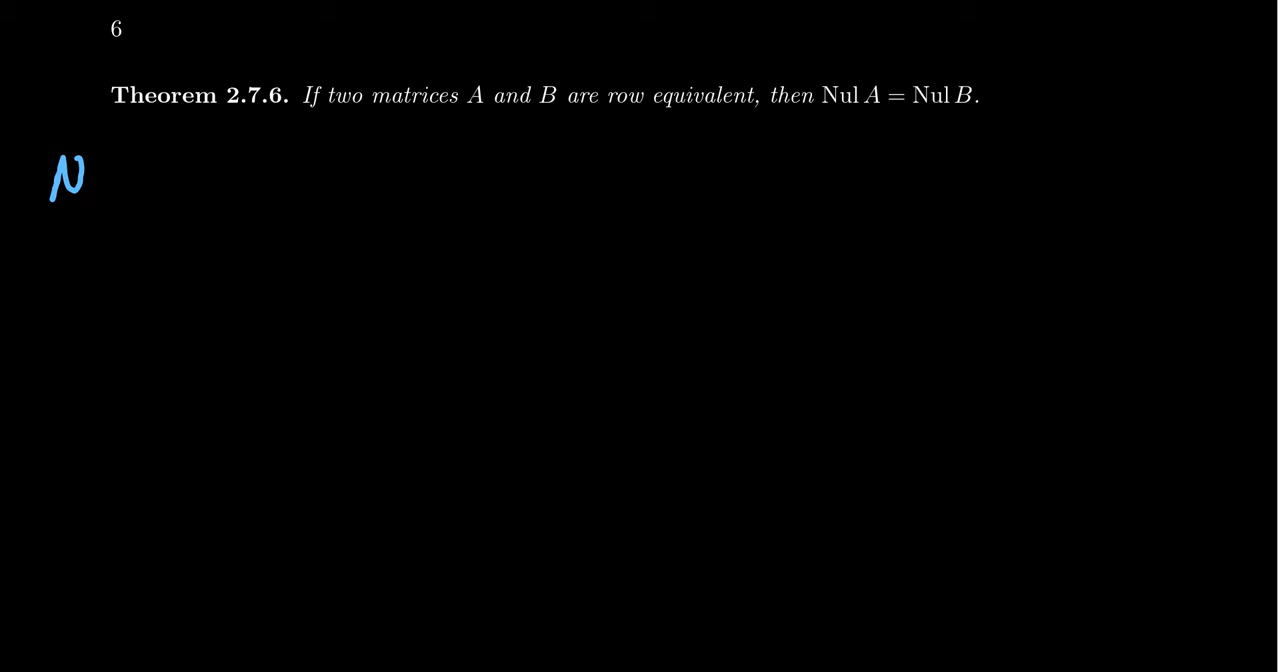 6
Theorem 2.7.6. If two matrices A and B are row equivalent, then Nul A = Nul B.
N